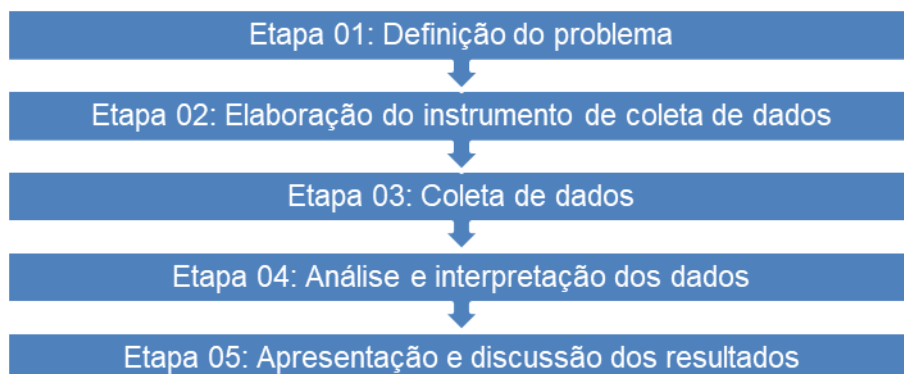 Etapa 01: Definição do problema
Etapa 02: Elaboração do instrumento de coleta de dados
Etapa 03: Coleta de dados
Etapa 04: Análise e interpretação dos dados
Etapa 05: Apresentação e discussão dos resultados